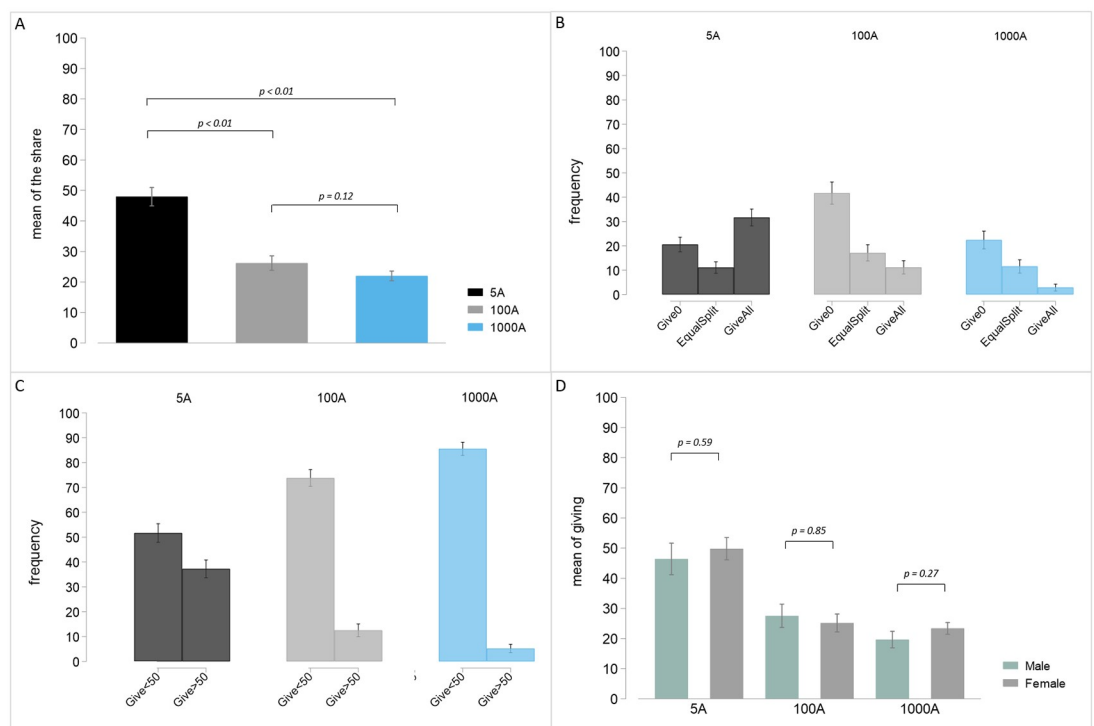 A
100
90
80
70
60
50
40
30
20
10
0
mean of the share
p < 0.01
p < 0.01
p = 0.12
5A
100A
1000A
B
5A 100A 1000A
100
90
80
70
60
50
40
30
20
10
0
frequency
Give0 EqualSplit GiveAll Give0 EqualSplit GiveAll Give0 EqualSplit GiveAll
C
5A 100A 1000A
100
90
80
70
60
50
40
30
20
10
0
frequency
Give<50 Give>50 Give<50 Give>50 Give<50 Give>50
D
100
90
80
70
60
50
40
30
20
10
0
mean of giving
p = 0.59
p = 0.85
p = 0.27
Male
Female
5A 100A 1000A